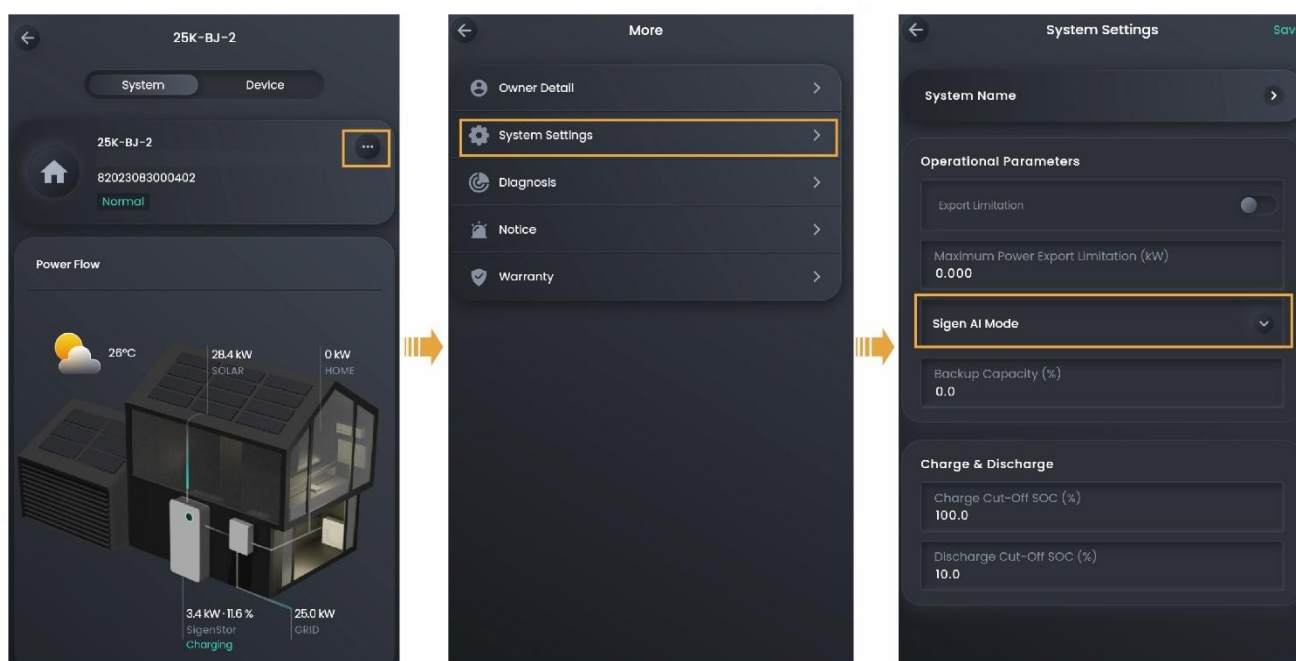 25K-BJ-2
System
Device
25K-BJ-2
82023083000402
Normal
Power Flow
26°C
28.4 kW
SOLAR
0 kW
HOME
3.4 kW · 11.6 %
SigenStor
Charging
25.0 kW
GRID
More
Owner Detail
System Settings
Diagnosis
Notice
Warranty
System Settings
Sav
System Name
Operational Parameters
Export Limitation
Maximum Power Export Limitation (kW)
0.000
Sigen AI Mode
Backup Capacity (%)
0.0
Charge & Discharge
Charge Cut-Off SOC (%)
100.0
Discharge Cut-Off SOC (%)
10.0